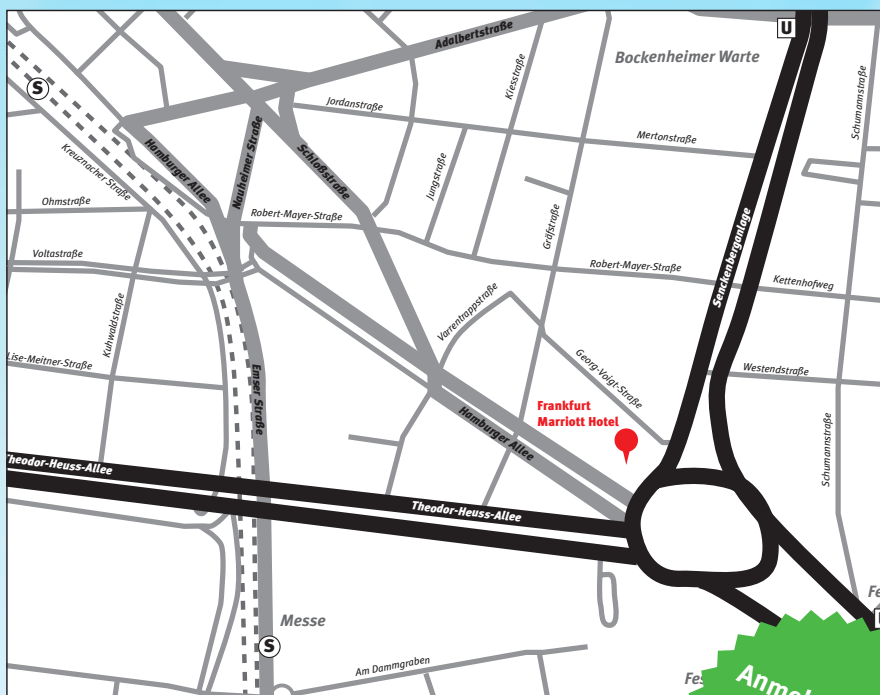 U
Adalbertstraße
Bockenheimer Warte
Kiesstraße
Schumannstraße
S
Jordanstraße
Mertonstraße
Kreuznacher Straße
Hamburger Allee
Nauheimer Straße
Schloßstraße
Jungstraße
Ohmstraße
Robert-Mayer-Straße
Gräfstraße
Senckenberganlage
Voltastraße
Robert-Mayer-Straße
Kettenhofweg
Kuhwaldstraße
Varrentrappstraße
Lise-Meitner-Straße
Georg-Voigt-Straße
Westendstraße
Emser Straße
Frankfurt
Marriott Hotel
Hamburger Allee
Schumannstraße
Theodor-Heuss-Allee
Theodor-Heuss-Allee
Messe
S
Am Dammgraben